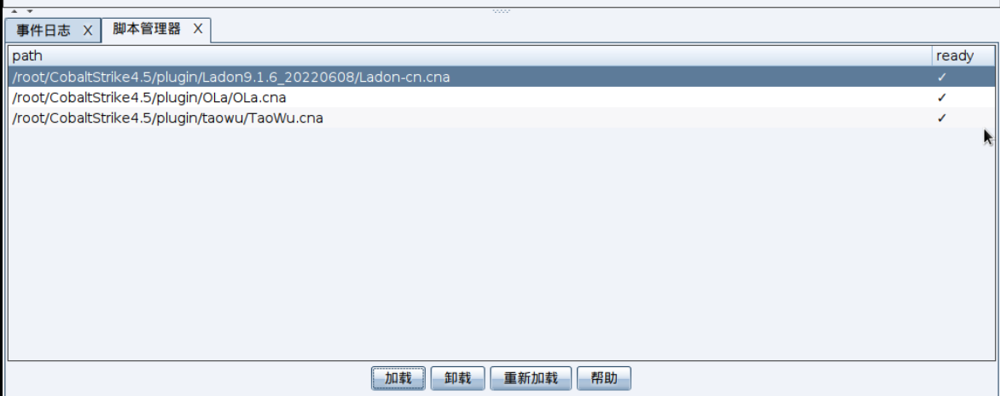 事件日志 X 脚本管理器 X
path ready
/root/CobaltStrike4.5/plugin/Ladon9.1.6_20220608/Ladon-cn.cna ✓
/root/CobaltStrike4.5/plugin/OLa/OLa.cna ✓
/root/CobaltStrike4.5/plugin/taowu/TaoWu.cna ✓
加载 卸载 重新加载 帮助